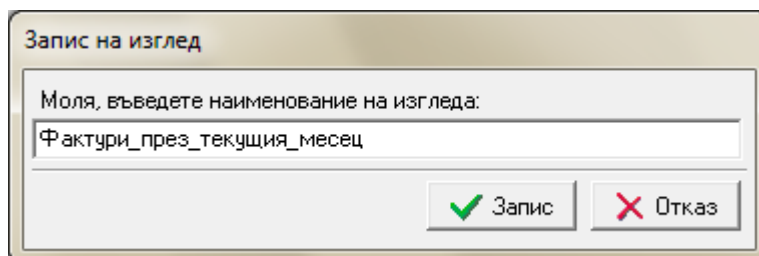 Запис на изглед
Моля, въведете наименование на изгледа:
Фактури_през_текущия_месец
Запис Отказ